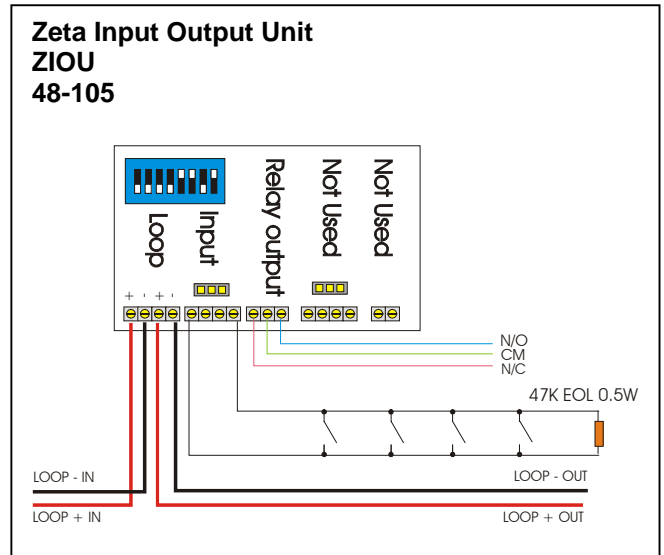 Zeta Input Output Unit
ZIOU
48-105
Loop
Input
Relay output
Not Used
Not Used
+ - + -
N/O
CM
N/C
47K EOL 0.5W
LOOP - IN
LOOP - OUT
LOOP + IN
LOOP + OUT